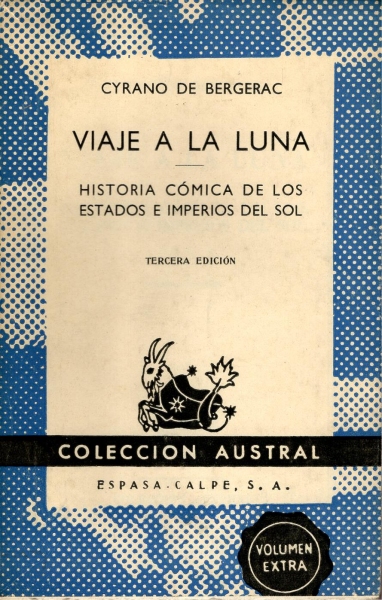 CYRANO DE BERGERAC
VIAJE A LA LUNA
HISTORIA CÓMICA DE LOS
ESTADOS E IMPERIOS DEL SOL
TERCERA EDICIÓN
COLECCION AUSTRAL
ESPASA-CALPE, S. A.
VOLUMEN
EXTRA